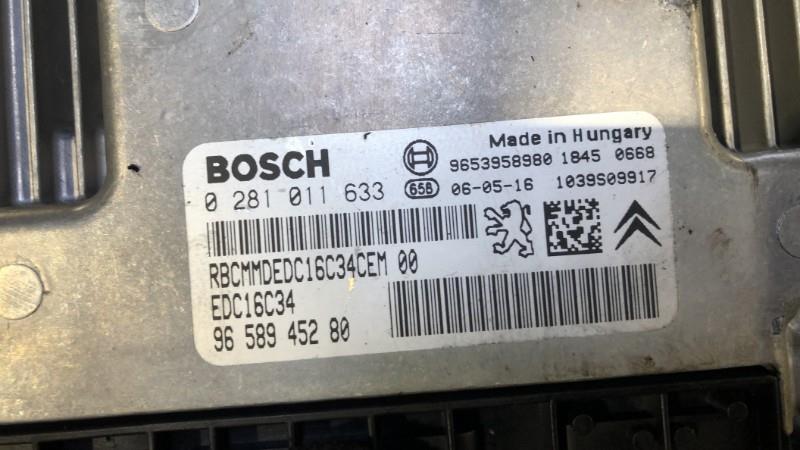 Made in Hungary
BOSCH 9653958980 1845 0668
0 281 011 633 658 06-05-16 1039S09917
RBCMMDEDC16C34CEM 00
EDC16C34
96 589 452 80